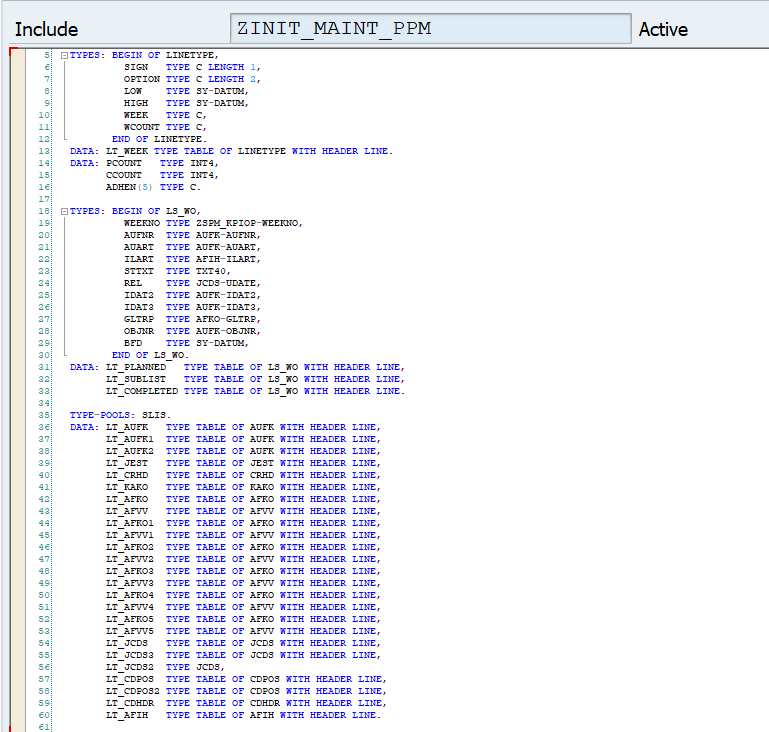 Include ZINIT_MAINT_PPM Active
5 TYPES: BEGIN OF LINETYPE,
6 SIGN TYPE C LENGTH 1,
7 OPTION TYPE C LENGTH 2,
8 LOW TYPE SY-DATUM,
9 HIGH TYPE SY-DATUM,
10 WEEK TYPE C,
11 WCOUNT TYPE C,
12 END OF LINETYPE.
13 DATA: LT_WEEK TYPE TABLE OF LINETYPE WITH HEADER LINE.
14 DATA: PCOUNT TYPE INT4,
15 CCOUNT TYPE INT4,
16 ADHEN(5) TYPE C.
17
18 TYPES: BEGIN OF LS_WO,
19 WEEKNO TYPE ZSPM_KPIOP-WEEKNO,
20 AUFNR TYPE AUFK-AUFNR,
21 AUART TYPE AUFK-AUART,
22 ILART TYPE AFIH-ILART,
23 STTXT TYPE TXT40,
24 REL TYPE JCDS-UDATE,
25 IDAT2 TYPE AUFK-IDAT2,
26 IDAT3 TYPE AUFK-IDAT3,
27 GLTRP TYPE AFKO-GLTRP,
28 OBJNR TYPE AUFK-OBJNR,
29 BFD TYPE SY-DATUM,
30 END OF LS_WO.
31 DATA: LT_PLANNED TYPE TABLE OF LS_WO WITH HEADER LINE,
32 LT_SUBLIST TYPE TABLE OF LS_WO WITH HEADER LINE,
33 LT_COMPLETED TYPE TABLE OF LS_WO WITH HEADER LINE.
34
35 TYPE-POOLS: SLIS.
36 DATA: LT_AUFK TYPE TABLE OF AUFK WITH HEADER LINE,
37 LT_AUFK1 TYPE TABLE OF AUFK WITH HEADER LINE,
38 LT_AUFK2 TYPE TABLE OF AUFK WITH HEADER LINE,
39 LT_JEST TYPE TABLE OF JEST WITH HEADER LINE,
40 LT_CRHD TYPE TABLE OF CRHD WITH HEADER LINE,
41 LT_KAKO TYPE TABLE OF KAKO WITH HEADER LINE,
42 LT_AFKO TYPE TABLE OF AFKO WITH HEADER LINE,
43 LT_AFVV TYPE TABLE OF AFVV WITH HEADER LINE,
44 LT_AFKO1 TYPE TABLE OF AFKO WITH HEADER LINE,
45 LT_AFVV1 TYPE TABLE OF AFVV WITH HEADER LINE,
46 LT_AFKO2 TYPE TABLE OF AFKO WITH HEADER LINE,
47 LT_AFVV2 TYPE TABLE OF AFVV WITH HEADER LINE,
48 LT_AFKO3 TYPE TABLE OF AFKO WITH HEADER LINE,
49 LT_AFVV3 TYPE TABLE OF AFVV WITH HEADER LINE,
50 LT_AFKO4 TYPE TABLE OF AFKO WITH HEADER LINE,
51 LT_AFVV4 TYPE TABLE OF AFVV WITH HEADER LINE,
52 LT_AFKO5 TYPE TABLE OF AFKO WITH HEADER LINE,
53 LT_AFVV5 TYPE TABLE OF AFVV WITH HEADER LINE,
54 LT_JCDS TYPE TABLE OF JCDS WITH HEADER LINE,
55 LT_JCDS3 TYPE TABLE OF JCDS WITH HEADER LINE,
56 LT_JCDS2 TYPE JCDS,
57 LT_CDPOS TYPE TABLE OF CDPOS WITH HEADER LINE,
58 LT_CDPOS2 TYPE TABLE OF CDPOS WITH HEADER LINE,
59 LT_CDHDR TYPE TABLE OF CDHDR WITH HEADER LINE,
60 LT_AFIH TYPE TABLE OF AFIH WITH HEADER LINE.
61